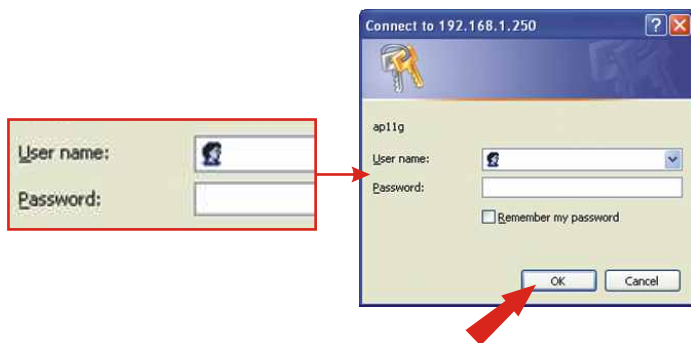 User name:
Password:
Connect to 192.168.1.250
ap11g
User name:
Password:
Remember my password
OK
Cancel